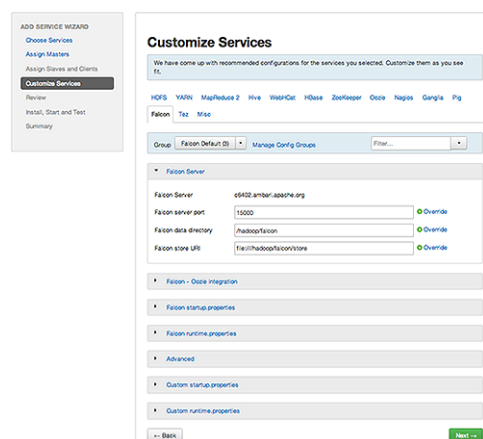 ADD SERVICE WIZARD
Choose Services
Assign Masters
Assign Slaves and Clients
Customize Services
Review
Install, Start and Test
Summary
Customize Services
We have come up with recommended configurations for the services you selected. Customize them as you see
fit.
HDFS YARN MapReduce 2 Hive WebHCat HBase ZooKeeper Oozie Nagios Ganglia Pig
Falcon Tez Misc
Group Falcon Default (5) Manage Config Groups Filter...
Falcon Server
Falcon Server c6402.ambari.apache.org
Falcon server port 15000 Override
Falcon data directory /hadoop/falcon Override
Falcon store URI file:///hadoop/falcon/store Override
Falcon - Oozie integration
Falcon startup.properties
Falcon runtime.properties
Advanced
Custom startup.properties
Custom runtime.properties
← Back Next →